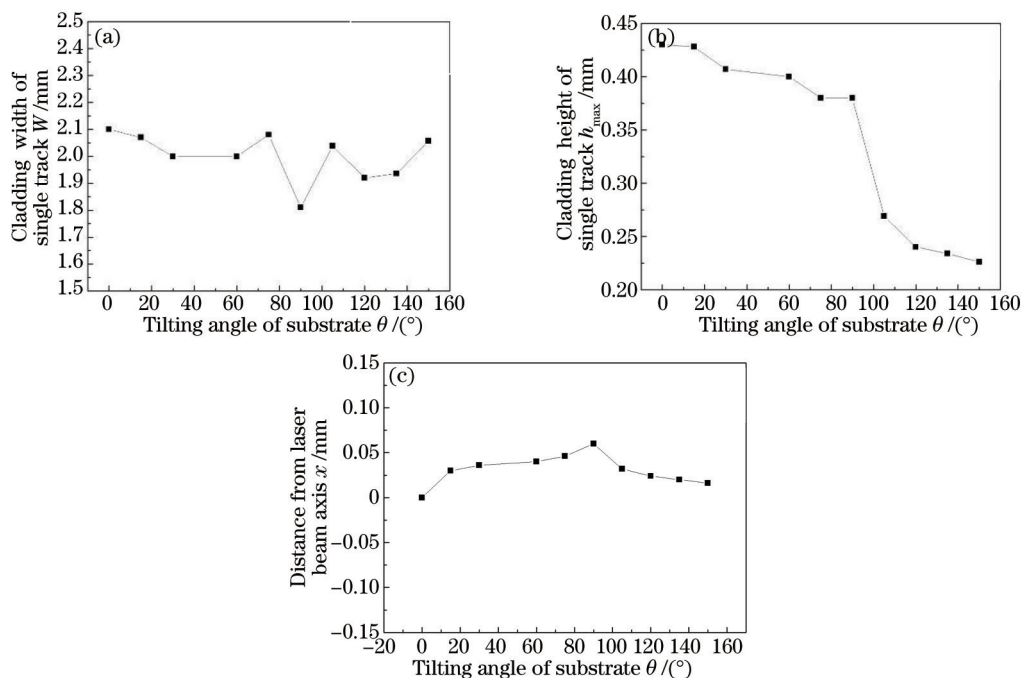 (a)
2.5
2.4
2.3
2.2
2.1
2.0
1.9
1.8
1.7
1.6
1.5
0 20 40 60 80 100 120 140 160
Cladding width of
single track W/mm
Tilting angle of substrate θ/(°)
(b)
0.45
0.40
0.35
0.30
0.25
0.20
0 20 40 60 80 100 120 140 160
Cladding height of
single track hmax/mm
Tilting angle of substrate θ/(°)
(c)
0.15
0.10
0.05
0
−0.05
−0.10
−0.15
−20 0 20 40 60 80 100 120 140 160
Distance from laser
beam axis x/mm
Tilting angle of substrate θ/(°)